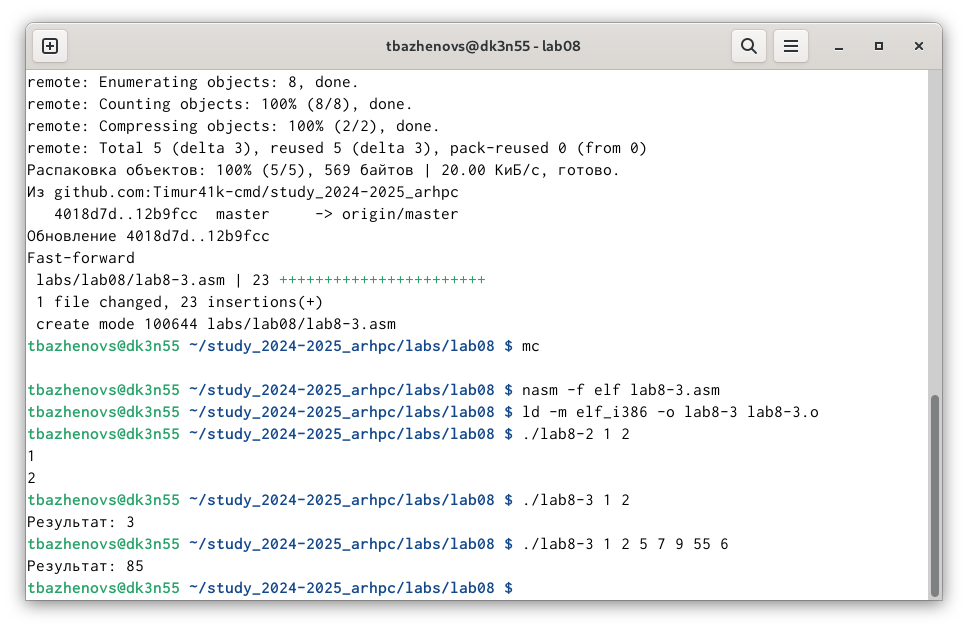 tbazhenovs@dk3n55 - lab08
remote: Enumerating objects: 8, done.
remote: Counting objects: 100% (8/8), done.
remote: Compressing objects: 100% (2/2), done.
remote: Total 5 (delta 3), reused 5 (delta 3), pack-reused 0 (from 0)
Распаковка объектов: 100% (5/5), 569 байтов | 20.00 КиБ/с, готово.
Из github.com:Timur41k-cmd/study_2024-2025_arhpc
   4018d7d..12b9fcc  master     -> origin/master
Обновление 4018d7d..12b9fcc
Fast-forward
 labs/lab08/lab8-3.asm | 23 +++++++++++++++++++++++
 1 file changed, 23 insertions(+)
 create mode 100644 labs/lab08/lab8-3.asm
tbazhenovs@dk3n55 ~/study_2024-2025_arhpc/labs/lab08 $ mc
tbazhenovs@dk3n55 ~/study_2024-2025_arhpc/labs/lab08 $ nasm -f elf lab8-3.asm
tbazhenovs@dk3n55 ~/study_2024-2025_arhpc/labs/lab08 $ ld -m elf_i386 -o lab8-3 lab8-3.o
tbazhenovs@dk3n55 ~/study_2024-2025_arhpc/labs/lab08 $ ./lab8-2 1 2
1
2
tbazhenovs@dk3n55 ~/study_2024-2025_arhpc/labs/lab08 $ ./lab8-3 1 2
Результат: 3
tbazhenovs@dk3n55 ~/study_2024-2025_arhpc/labs/lab08 $ ./lab8-3 1 2 5 7 9 55 6
Результат: 85
tbazhenovs@dk3n55 ~/study_2024-2025_arhpc/labs/lab08 $